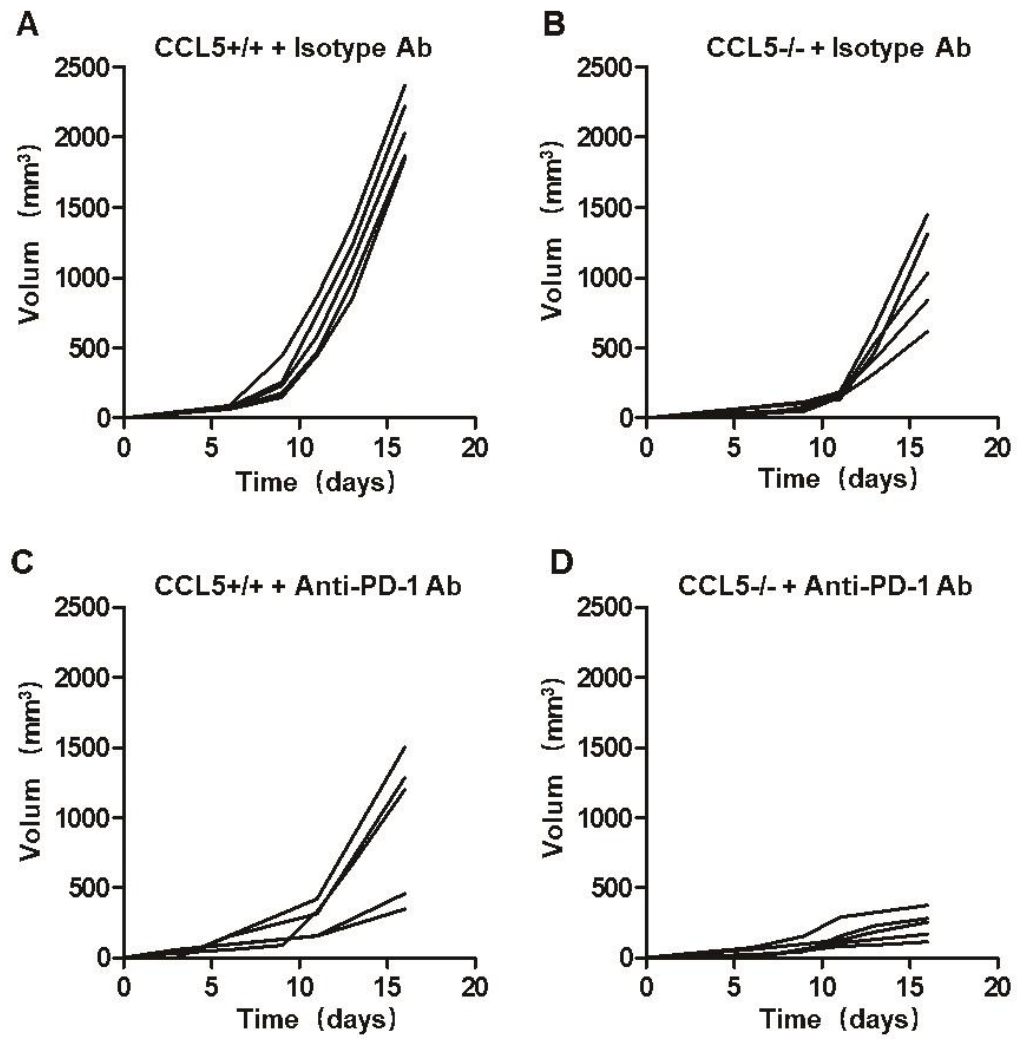 A
CCL5+/+ + Isotype Ab
2500
2000
1500
1000
500
0
Volum (mm³)
0 5 10 15 20
Time (days)
B
CCL5-/- + Isotype Ab
2500
2000
1500
1000
500
0
Volum (mm³)
0 5 10 15 20
Time (days)
C
CCL5+/+ + Anti-PD-1 Ab
2500
2000
1500
1000
500
0
Volum (mm³)
0 5 10 15 20
Time (days)
D
CCL5-/- + Anti-PD-1 Ab
2500
2000
1500
1000
500
0
Volum (mm³)
0 5 10 15 20
Time (days)